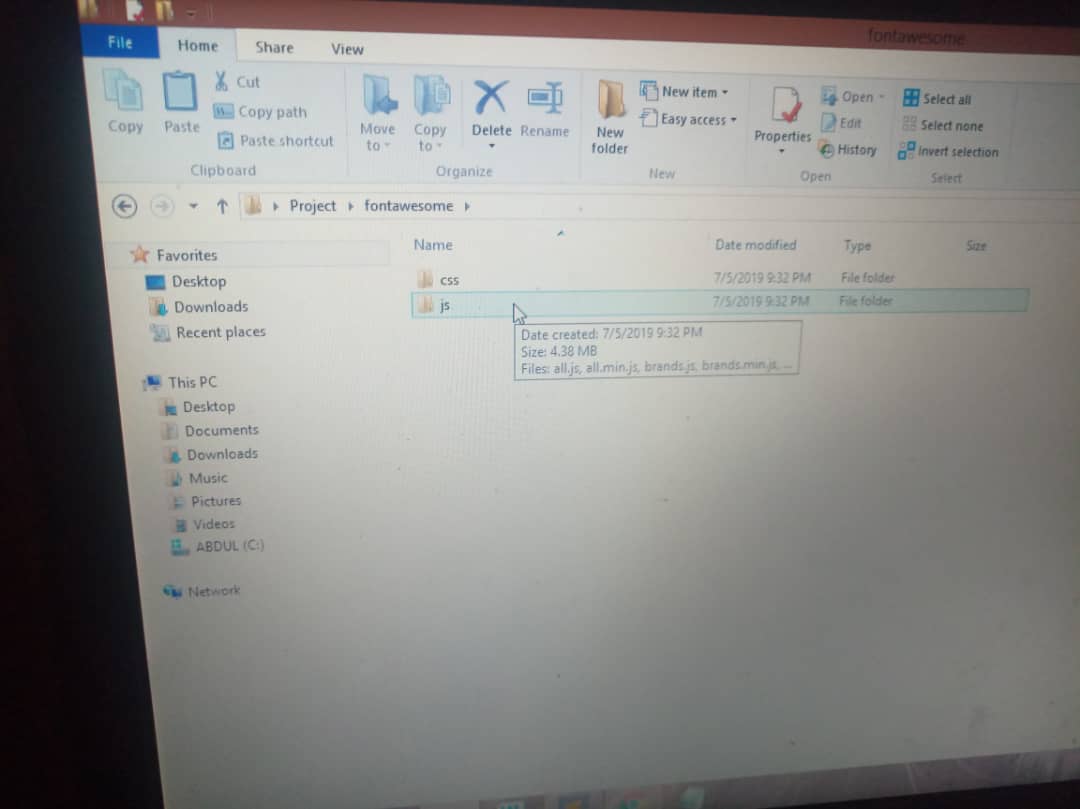 fontawesome
File Home Share View
Copy
Paste
Cut
Copy path
Paste shortcut
Clipboard
Move to
Copy to
Delete
Rename
Organize
New folder
New item
Easy access
New
Properties
Open
Edit
History
Open
Select all
Select none
Invert selection
Select
Project fontawesome
Name Date modified Type Size
css 7/5/2019 9:32 PM File folder
js 7/5/2019 9:32 PM File folder
Date created: 7/5/2019 9:32 PM
Size: 4.38 MB
Files: all.js, all.min.js, brands.js, brands.min.js, ...
Favorites
Desktop
Downloads
Recent places
This PC
Desktop
Documents
Downloads
Music
Pictures
Videos
ABDUL (C:)
Network